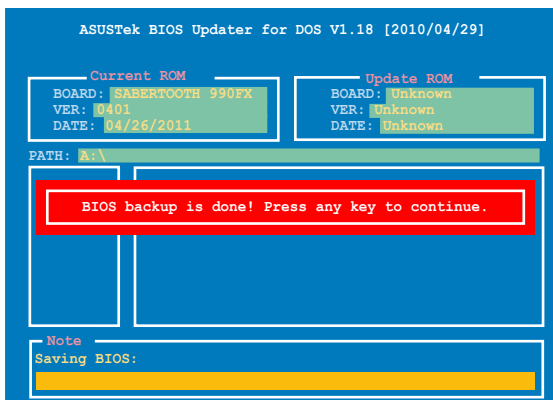 ASUSTek BIOS Updater for DOS V1.18 [2010/04/29]
Current ROM
BOARD: SABERTOOTH 990FX
VER: 0401
DATE: 04/26/2011
Update ROM
BOARD: Unknown
VER: Unknown
DATE: Unknown
PATH: A:\
BIOS backup is done! Press any key to continue.
Note
Saving BIOS: